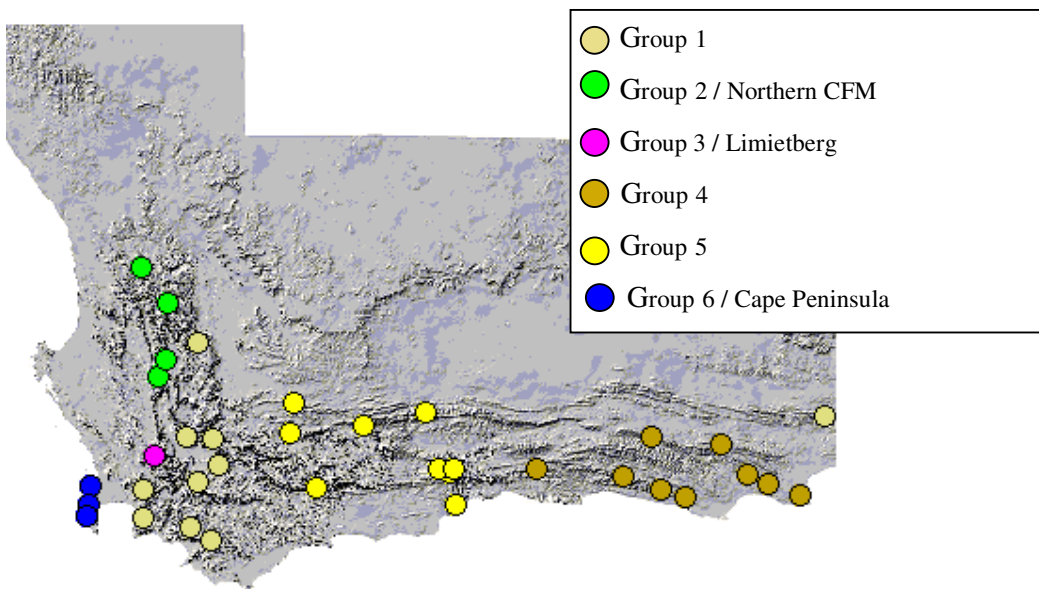 Group 1
Group 2 / Northern CFM
Group 3 / Limietberg
Group 4
Group 5
Group 6 / Cape Peninsula